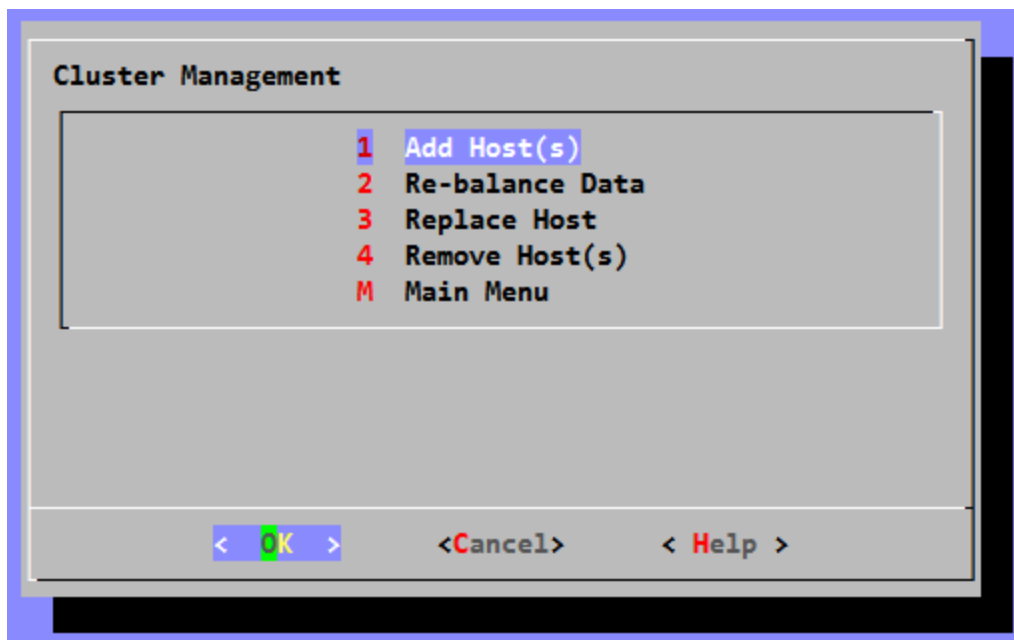 Cluster Management
1 Add Host(s)
2 Re-balance Data
3 Replace Host
4 Remove Host(s)
M Main Menu
< OK > <Cancel> < Help >